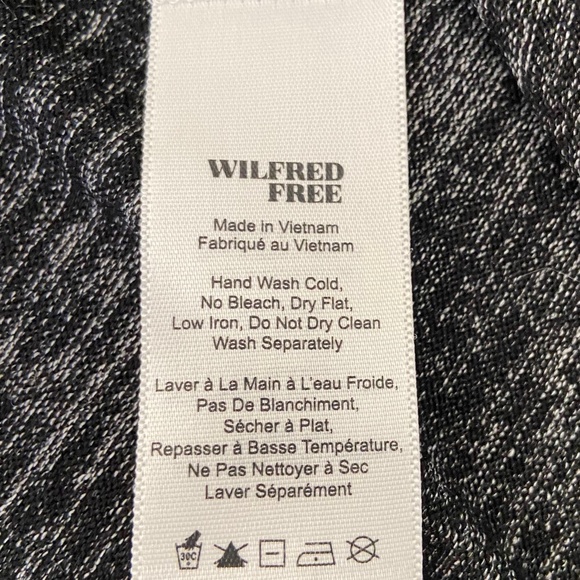 WILFRED
FREE
Made in Vietnam
Fabriqué au Vietnam
Hand Wash Cold,
No Bleach, Dry Flat,
Low Iron, Do Not Dry Clean
Wash Separately
Laver à La Main à L'eau Froide,
Pas De Blanchiment,
Sécher à Plat,
Repasser à Basse Température,
Ne Pas Nettoyer à Sec
Laver Séparément
30C